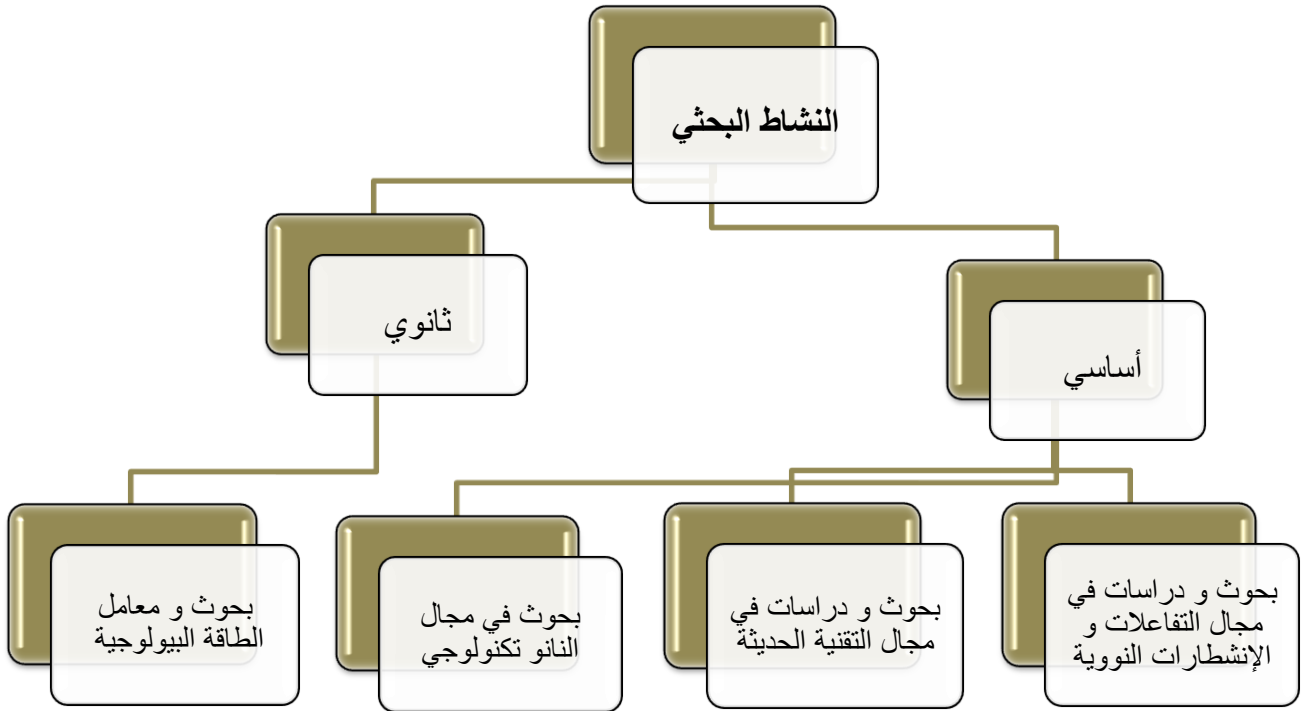 النشاط البحثي
أساسي
ثانوي
بحوث و دراسات في
مجال التفاعلات و
الإنشطارات النووية
بحوث و دراسات في
مجال التقنية الحديثة
بحوث في مجال
النانو تكنولوجي
بحوث و معامل
الطاقة البيولوجية